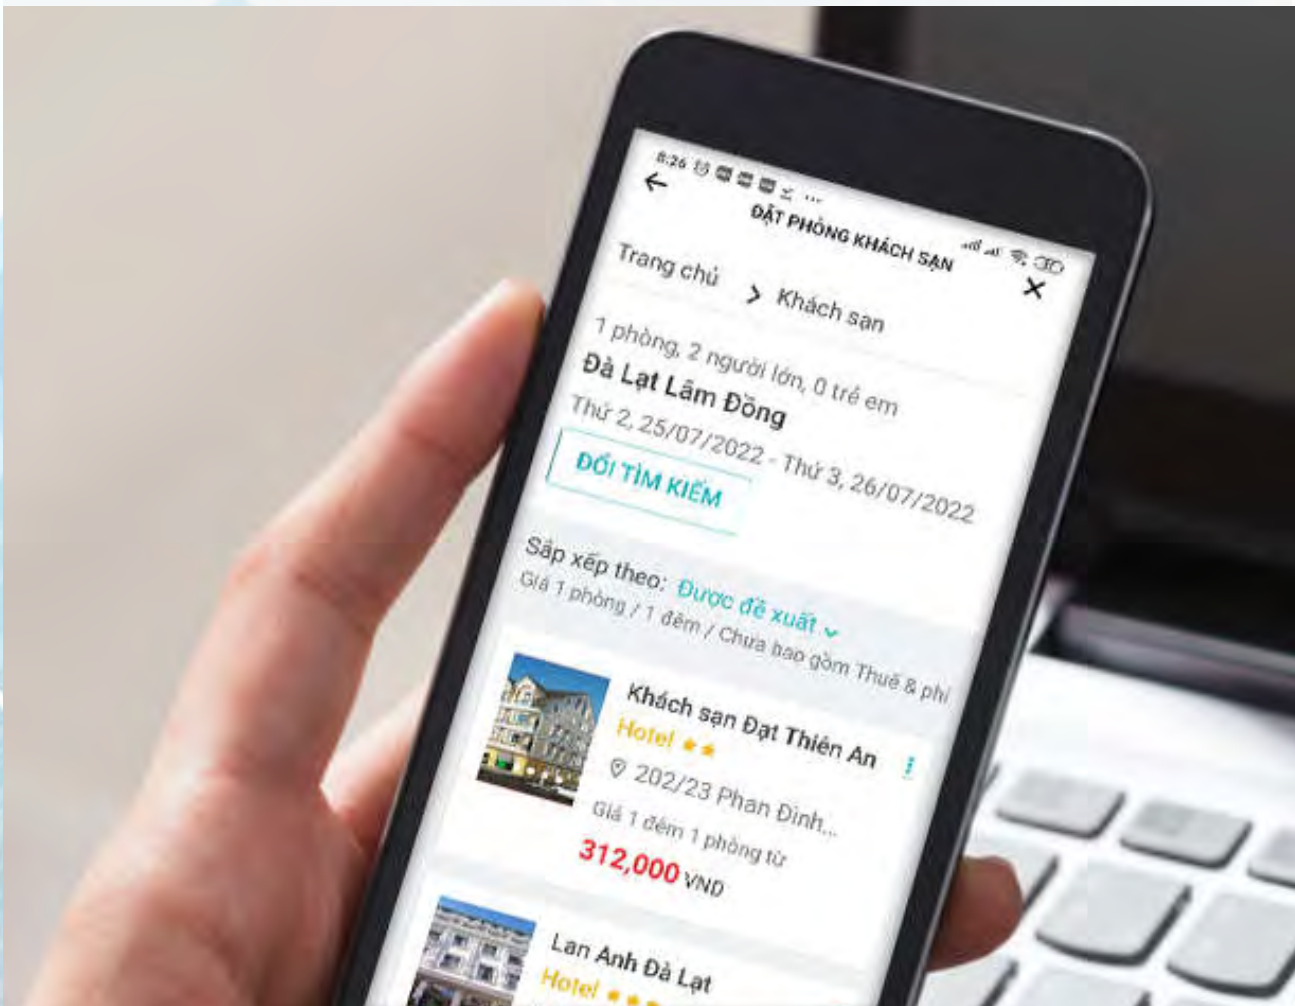 8:26
ĐẶT PHÒNG KHÁCH SẠN
Trang chủ > Khách sạn
1 phòng, 2 người lớn, 0 trẻ em
Đà Lạt Lâm Đồng
Thứ 2, 25/07/2022 - Thứ 3, 26/07/2022
ĐỔI TÌM KIẾM
Sắp xếp theo: Được đề xuất
Giá 1 phòng / 1 đêm / Chưa bao gồm Thuế & phí
Khách sạn Đạt Thiên An
Hotel ★★
202/23 Phan Đình...
Giá 1 đêm 1 phòng từ
312,000 VND
Lan Anh Đà Lạt
Hotel ★★★